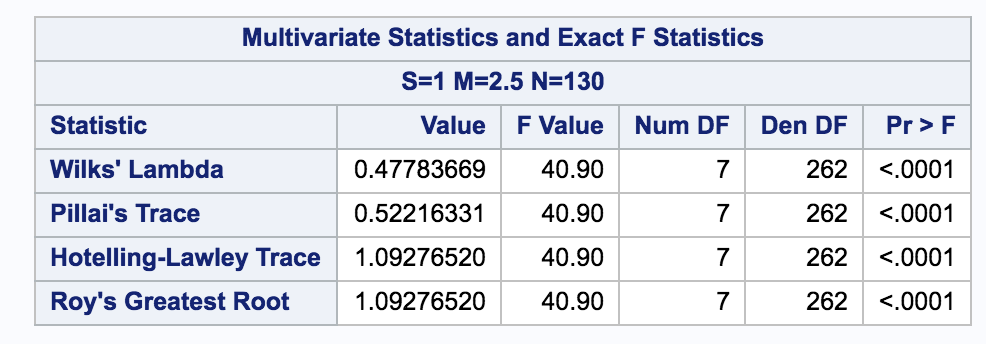 Multivariate Statistics and Exact F Statistics
S=1 M=2.5 N=130
Statistic Value F Value Num DF Den DF Pr > F
Wilks' Lambda 0.47783669 40.90 7 262 <.0001
Pillai's Trace 0.52216331 40.90 7 262 <.0001
Hotelling-Lawley Trace 1.09276520 40.90 7 262 <.0001
Roy's Greatest Root 1.09276520 40.90 7 262 <.0001